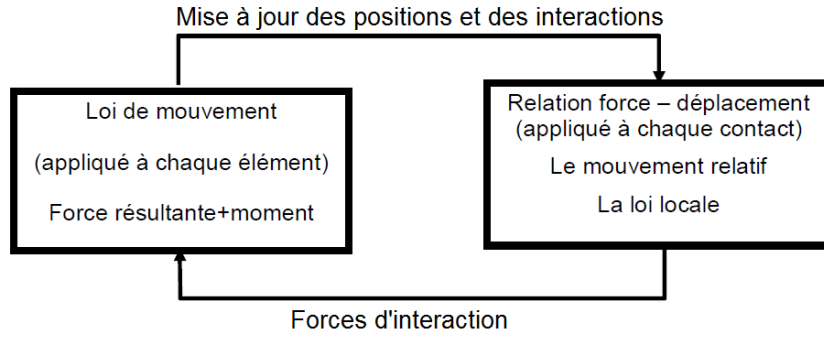 Mise à jour des positions et des interactions
Loi de mouvement
(appliqué à chaque élément)
Force résultante+moment
Relation force – déplacement
(appliqué à chaque contact)
Le mouvement relatif
La loi locale
Forces d'interaction